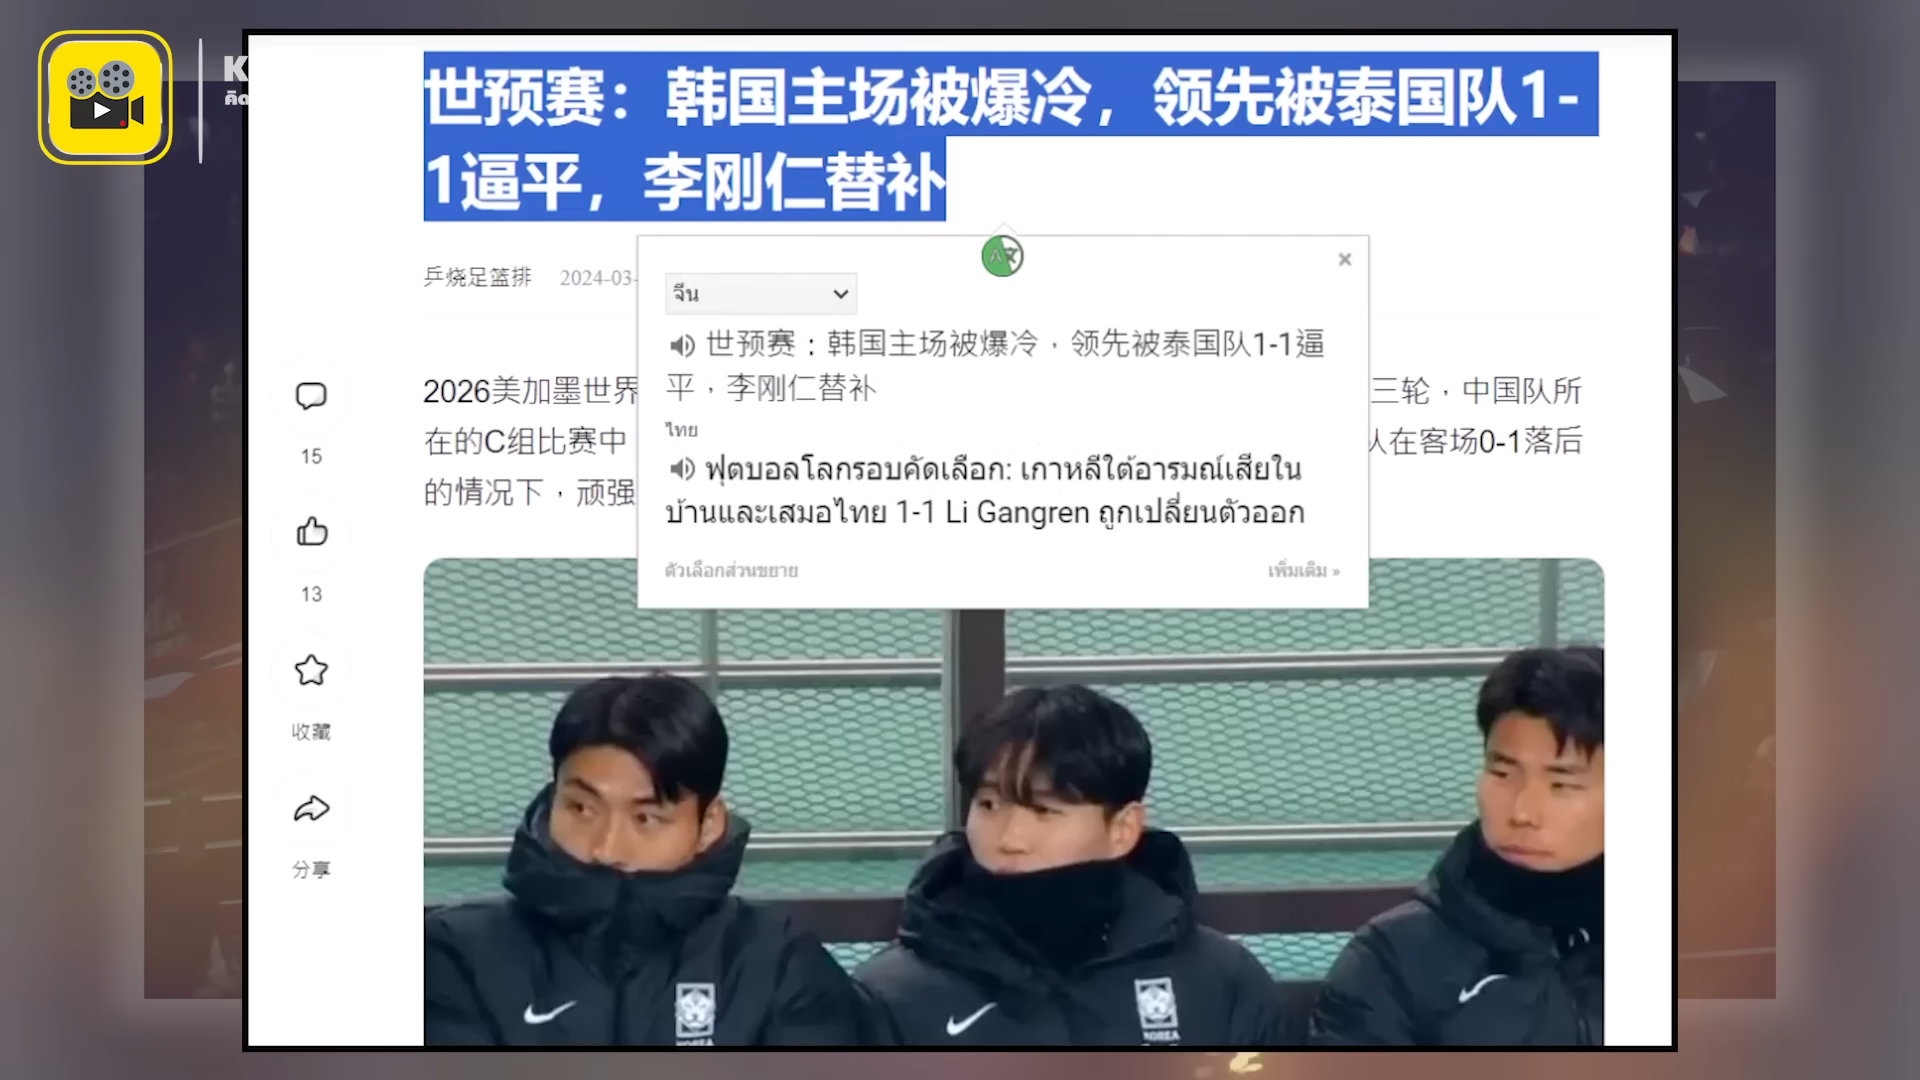 K
คิด
世预赛：韩国主场被爆冷，领先被泰国队1-
1逼平，李刚仁替补
乒烧足篮排 2024-03-
จีน
世预赛：韩国主场被爆冷，领先被泰国队1-1逼
平，李刚仁替补
ไทย
ฟุตบอลโลกรอบคัดเลือก: เกาหลีใต้อารมณ์เสียใน
บ้านและเสมอไทย 1-1 Li Gangren ถูกเปลี่ยนตัวออก
ตัวเลือกส่วนขยาย เพิ่มเติม »
2026美加墨世界 三轮，中国队所
在的C组比赛中 队在客场0-1落后
的情况下，顽强
15
13
收藏
分享
KOREA
KOREA